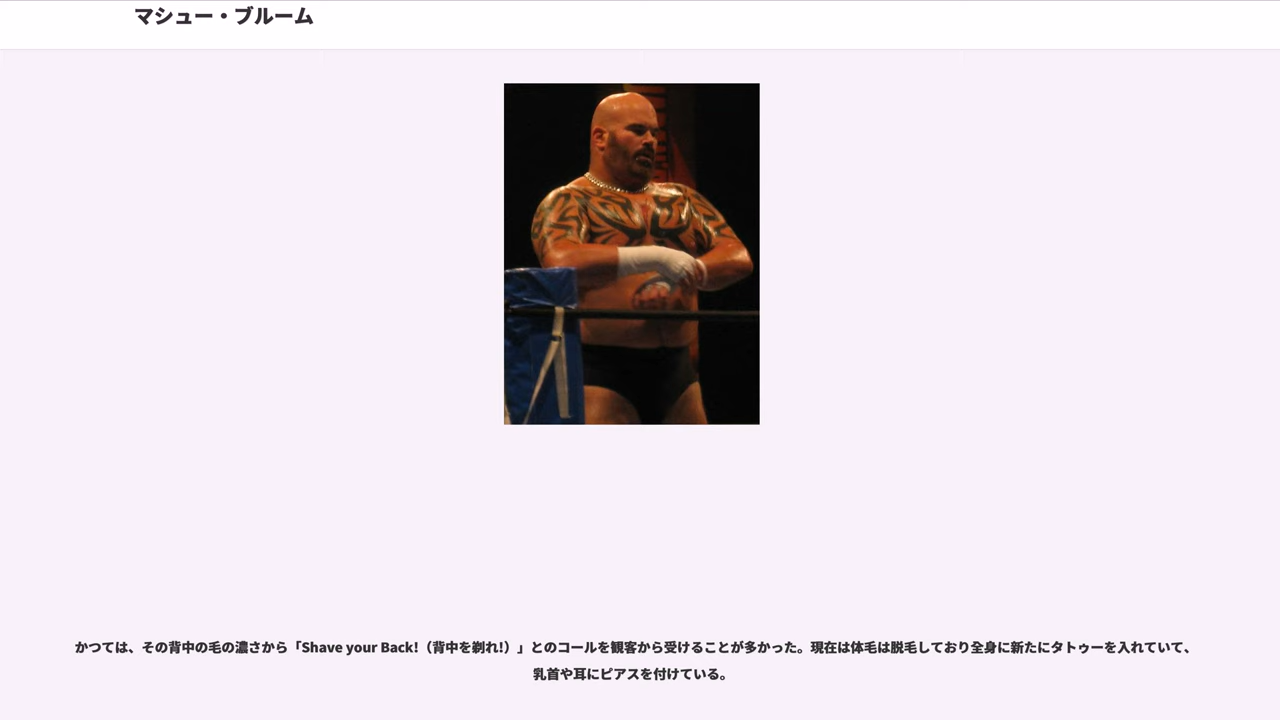 マシュー・ブルーム
かつては、その背中の毛の濃さから「Shave your Back!（背中を剃れ!）」とのコールを観客から受けることが多かった。現在は体毛は脱毛しており全身に新たにタトゥーを入れていて、
乳首や耳にピアスを付けている。